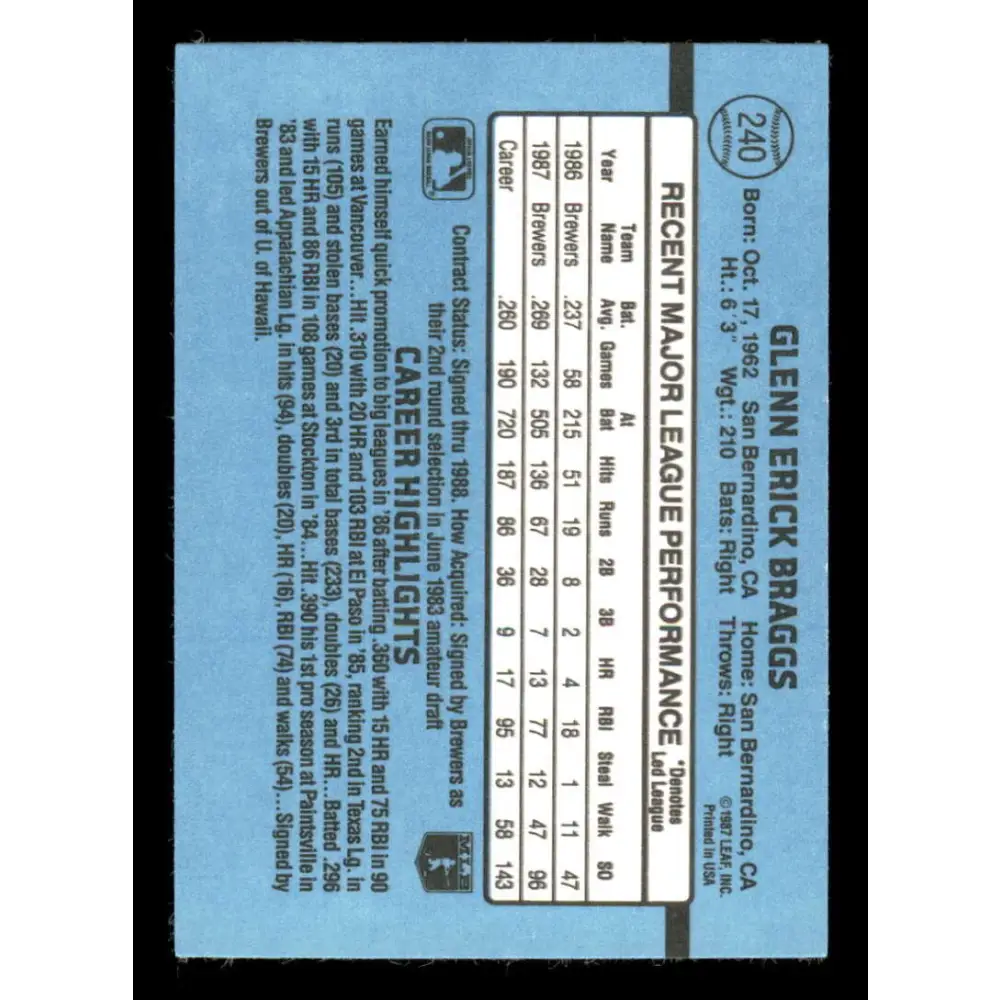 240
GLENN ERICK BRAGGS
Born: Oct. 17, 1962 San Bernardino, CA Home: San Bernardino, CA
Ht.: 6'3" Wgt.: 210 Bats: Right Throws: Right
©1987 LEAF, INC.
Printed in USA
RECENT MAJOR LEAGUE PERFORMANCE *Denotes Led League
Year Team Name Bat. Avg. Games At Bat Hits Runs 2B 3B HR RBI Steal Walk SO
1986 Brewers .237 58 215 51 19 8 2 4 18 1 11 47
1987 Brewers .269 132 505 136 67 28 7 13 77 12 47 96
Career .260 190 720 187 86 36 9 17 95 13 58 143
Contract Status: Signed thru 1988. How Acquired: Signed by Brewers as
their 2nd round selection in June 1983 amateur draft
MLB
CAREER HIGHLIGHTS
Earned himself quick promotion to big leagues in '86 after batting .360 with 15 HR and 75 RBI in 90
games at Vancouver...Hit .310 with 20 HR and 103 RBI at El Paso in '85, ranking 2nd in Texas Lg. in
runs (105) and stolen bases (20) and 3rd in total bases (233), doubles (26) and HR...Batted .296
with 15 HR and 86 RBI in 108 games at Stockton in '84...Hit .390 his 1st pro season at Paintsville in
'83 and led Appalachian Lg. in hits (94), doubles (20), HR (16), RBI (74) and walks (54)...Signed by
Brewers out of U. of Hawaii.